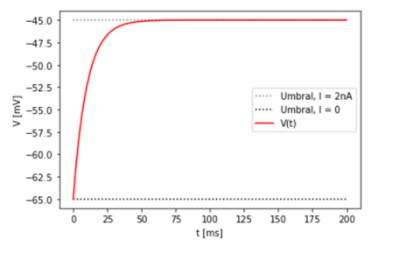 −45.0
−47.5
−50.0
−52.5
−55.0
−57.5
−60.0
−62.5
−65.0
V [mV]
Umbral, I = 2nA
Umbral, I = 0
V(t)
0 25 50 75 100 125 150 175 200
t [ms]